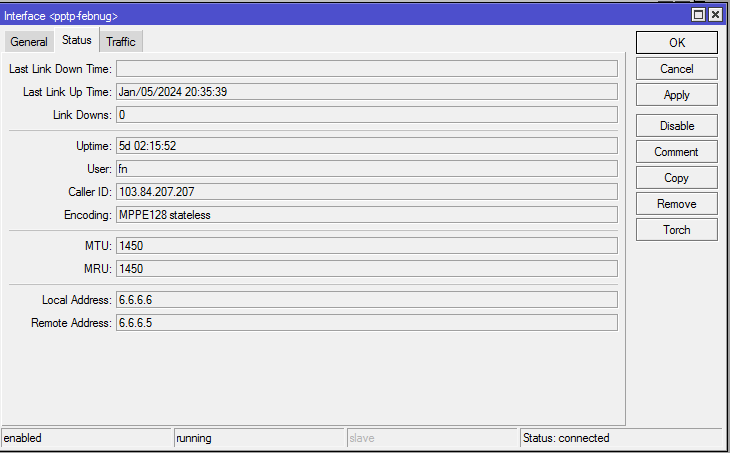 Interface <pptp-febnug>
General Status Traffic
OK
Last Link Down Time:
Cancel
Last Link Up Time: Jan/05/2024 20:35:39
Apply
Link Downs: 0
Disable
Uptime: 5d 02:15:52
Comment
User: fn
Copy
Caller ID: 103.84.207.207
Remove
Encoding: MPPE128 stateless
Torch
MTU: 1450
MRU: 1450
Local Address: 6.6.6.6
Remote Address: 6.6.6.5
enabled running slave Status: connected